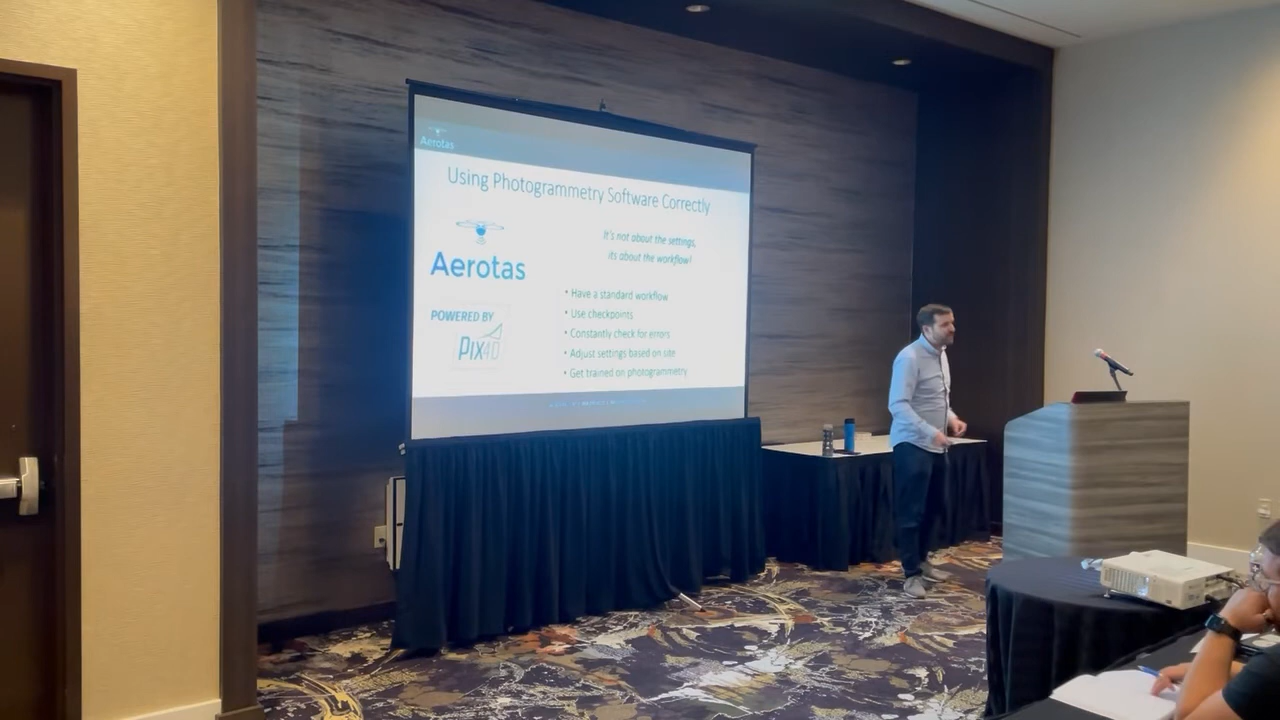 Aerotas
Using Photogrammetry Software Correctly
It's not about the settings,
its about the workflow!
Aerotas
POWERED BY
PIX4D
• Have a standard workflow
• Use checkpoints
• Constantly check for errors
• Adjust settings based on site
• Get trained on photogrammetry